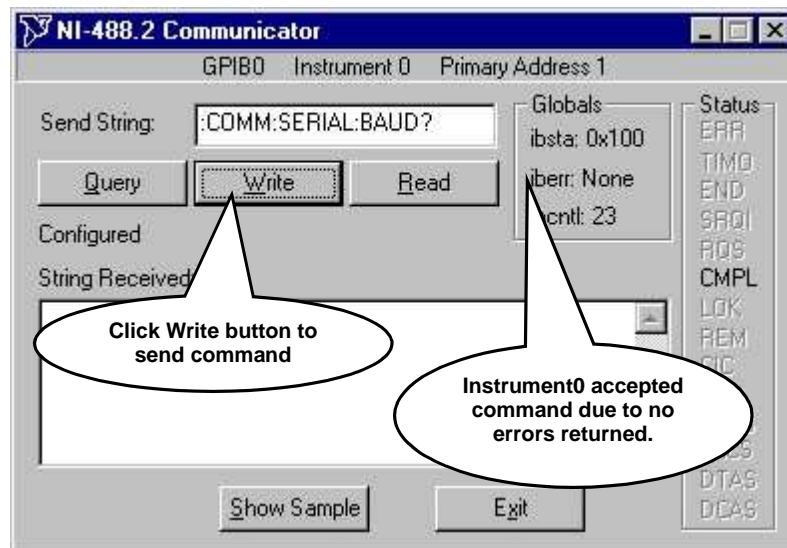 NI-488.2 Communicator
GPIB0 Instrument 0 Primary Address 1
Send String:
:COMM:SERIAL:BAUD?
Query
Write
Read
Configured
String Received
Globals
ibsta: 0x100
iberr: None
cntl: 23
Status
ERR
TIMO
END
SRQI
RQS
CMPL
LOK
REM
CIC
DTAS
DCAS
Click Write button to
send command
Instrument0 accepted
command due to no
errors returned.
Show Sample
Exit